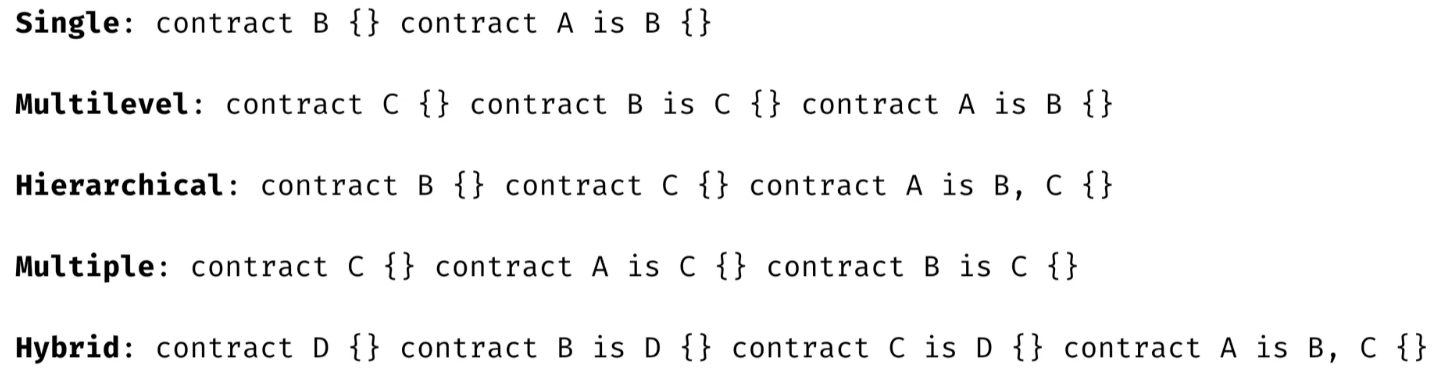 Single: contract B {} contract A is B {}
Multilevel: contract C {} contract B is C {} contract A is B {}
Hierarchical: contract B {} contract C {} contract A is B, C {}
Multiple: contract C {} contract A is C {} contract B is C {}
Hybrid: contract D {} contract B is D {} contract C is D {} contract A is B, C {}